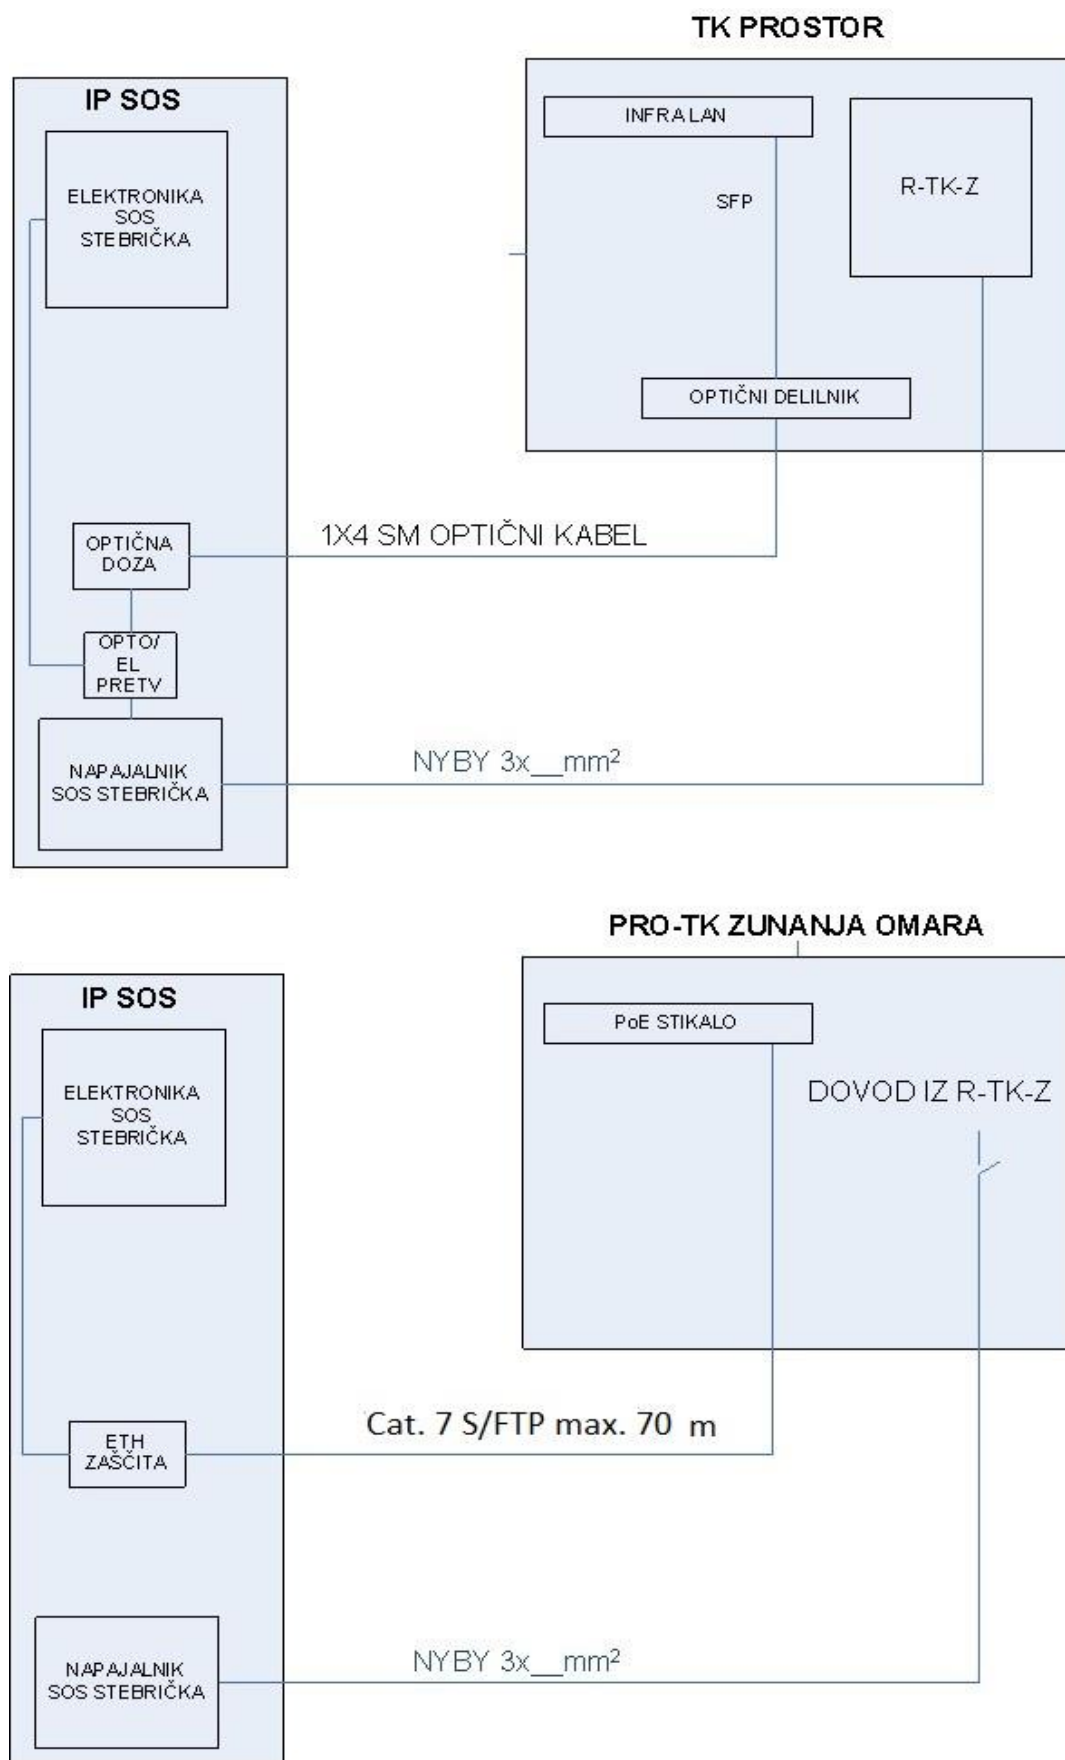 TK PROSTOR
IP SOS
ELEKTRONIKA
SOS
STEBRIČKA
INFRA LAN
SFP
R-TK-Z
OPTIČNI DELILNIK
1X4 SM OPTIČNI KABEL
OPTIČNA
DOZA
OPTO/
EL
PRETV
NYBY 3x__mm²
NAPAJALNIK
SOS STEBRIČKA
PRO-TK ZUNANJA OMARA
IP SOS
ELEKTRONIKA
SOS
STEBRIČKA
PoE STIKALO
DOVOD IZ R-TK-Z
Cat. 7 S/FTP max. 70 m
ETH
ZAŠČITA
NYBY 3x__mm²
NAPAJALNIK
SOS STEBRIČKA